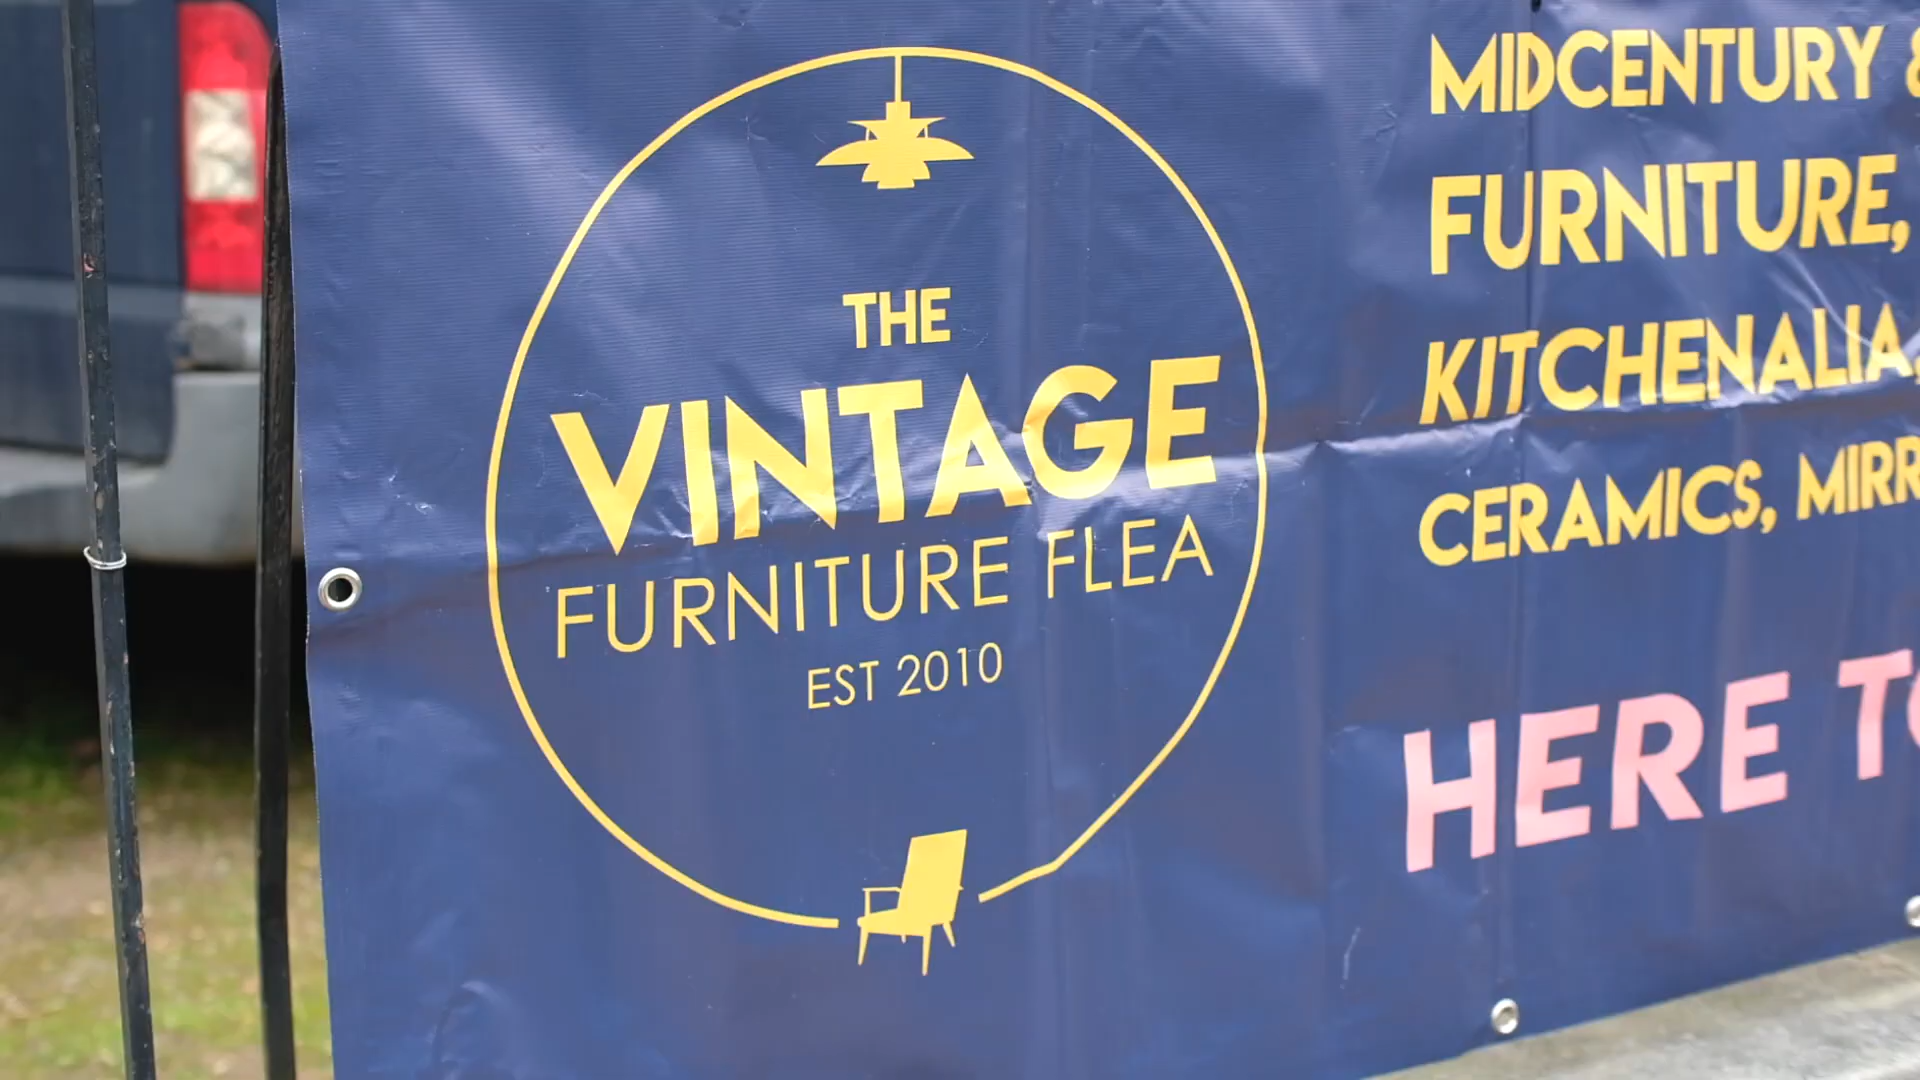 THE
VINTAGE
FURNITURE FLEA
EST 2010
MIDCENTURY &
FURNITURE,
KITCHENALIA,
CERAMICS,
HERE